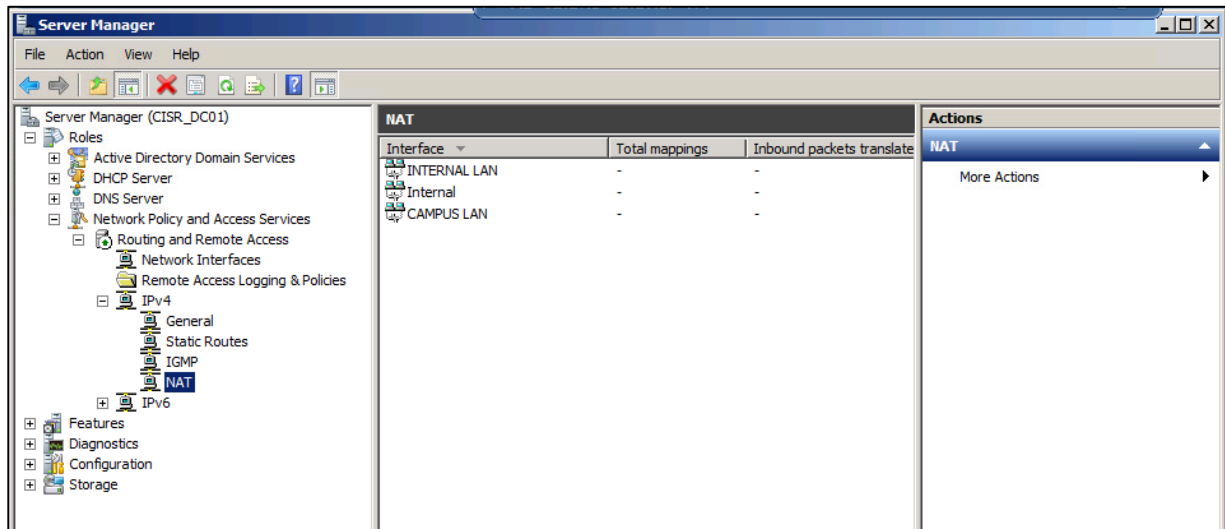 Server Manager
File Action View Help
Server Manager (CISR_DC01)
Roles
Active Directory Domain Services
DHCP Server
DNS Server
Network Policy and Access Services
Routing and Remote Access
Network Interfaces
Remote Access Logging & Policies
IPv4
General
Static Routes
IGMP
NAT
IPv6
Features
Diagnostics
Configuration
Storage
NAT
Interface Total mappings Inbound packets translate
INTERNAL LAN - -
Internal - -
CAMPUS LAN - -
Actions
NAT
More Actions